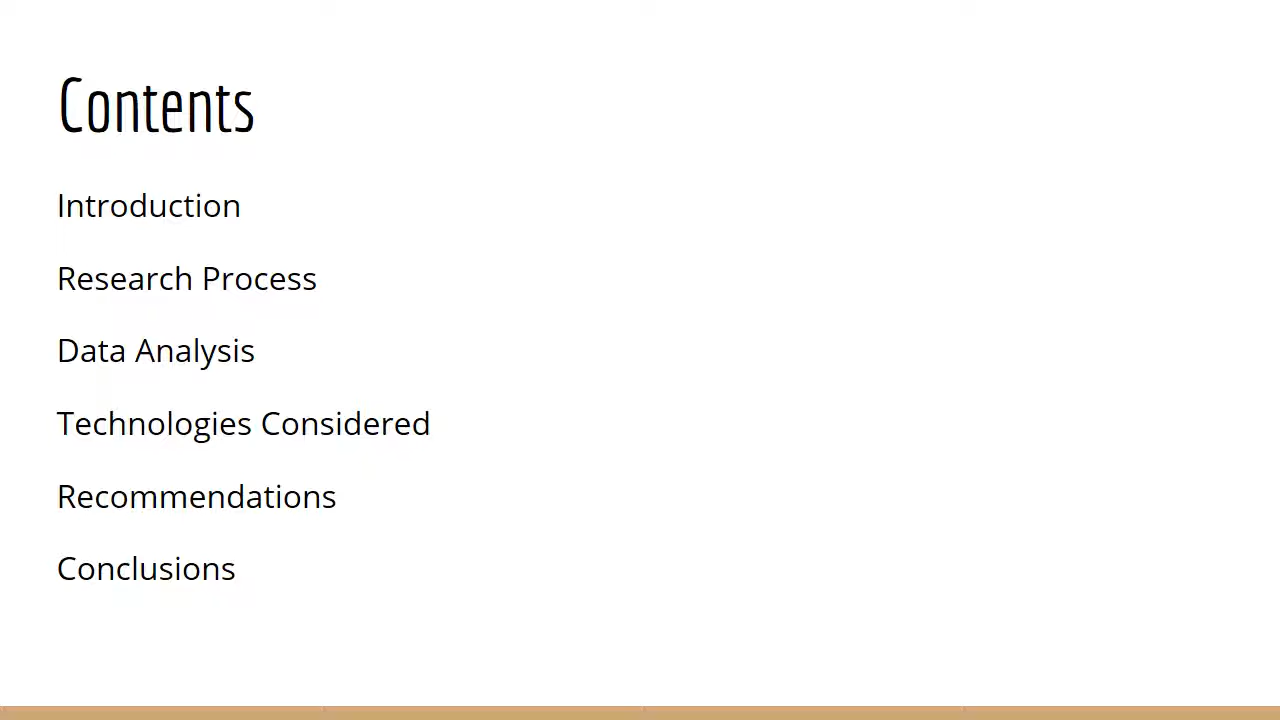 Contents
Introduction
Research Process
Data Analysis
Technologies Considered
Recommendations
Conclusions